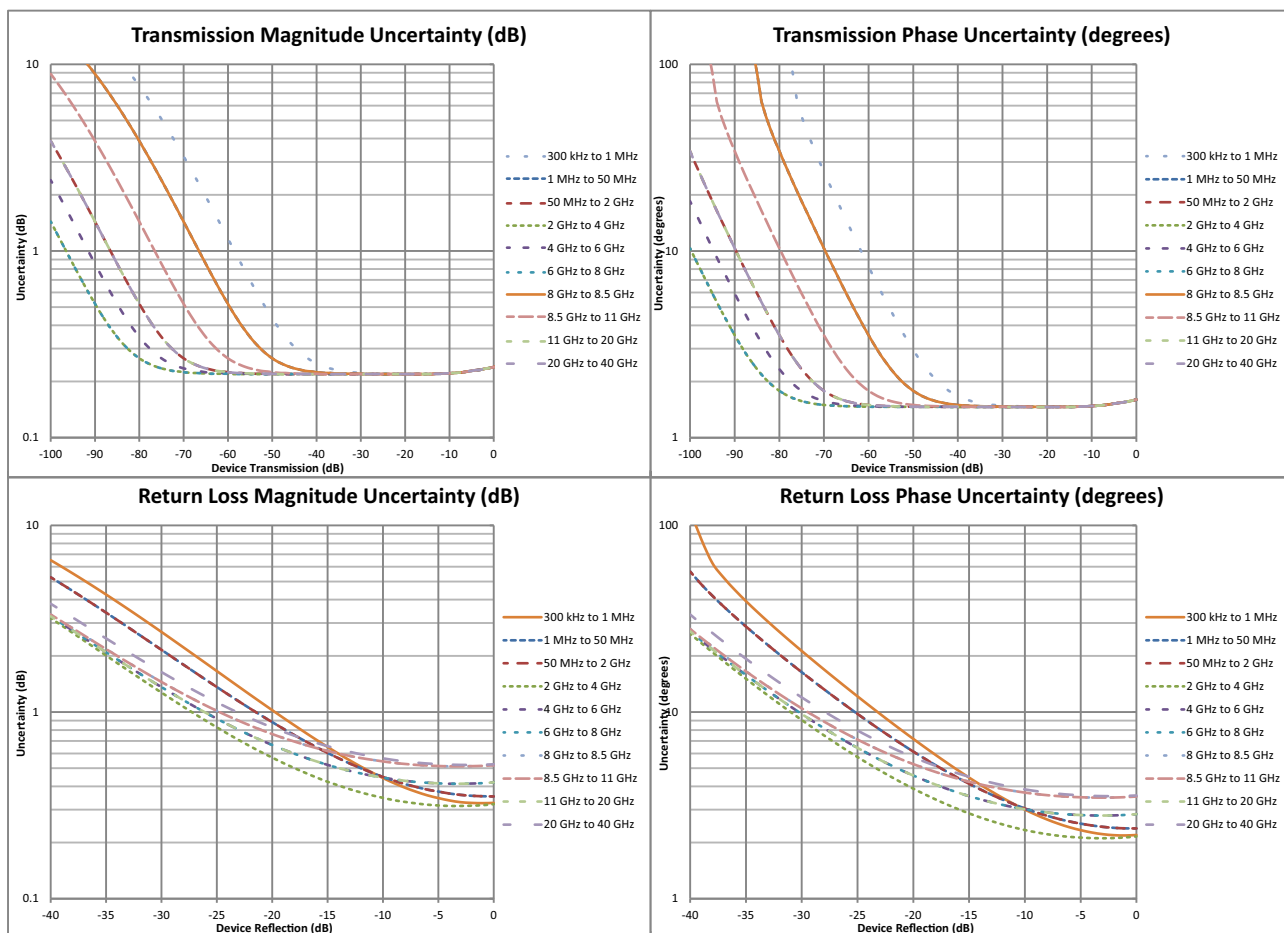 Transmission Magnitude Uncertainty (dB)
10
1
0.1
Uncertainty (dB)
-100 -90 -80 -70 -60 -50 -40 -30 -20 -10 0
Device Transmission (dB)
300 kHz to 1 MHz
1 MHz to 50 MHz
50 MHz to 2 GHz
2 GHz to 4 GHz
4 GHz to 6 GHz
6 GHz to 8 GHz
8 GHz to 8.5 GHz
8.5 GHz to 11 GHz
11 GHz to 20 GHz
20 GHz to 40 GHz
Transmission Phase Uncertainty (degrees)
100
10
1
Uncertainty (degrees)
-100 -90 -80 -70 -60 -50 -40 -30 -20 -10 0
Device Transmission (dB)
300 kHz to 1 MHz
1 MHz to 50 MHz
50 MHz to 2 GHz
2 GHz to 4 GHz
4 GHz to 6 GHz
6 GHz to 8 GHz
8 GHz to 8.5 GHz
8.5 GHz to 11 GHz
11 GHz to 20 GHz
20 GHz to 40 GHz
Return Loss Magnitude Uncertainty (dB)
10
1
0.1
Uncertainty (dB)
-40 -35 -30 -25 -20 -15 -10 -5 0
Device Reflection (dB)
300 kHz to 1 MHz
1 MHz to 50 MHz
50 MHz to 2 GHz
2 GHz to 4 GHz
4 GHz to 6 GHz
6 GHz to 8 GHz
8 GHz to 8.5 GHz
8.5 GHz to 11 GHz
11 GHz to 20 GHz
20 GHz to 40 GHz
Return Loss Phase Uncertainty (degrees)
100
10
1
Uncertainty (degrees)
-40 -35 -30 -25 -20 -15 -10 -5 0
Device Reflection (dB)
300 kHz to 1 MHz
1 MHz to 50 MHz
50 MHz to 2 GHz
2 GHz to 4 GHz
4 GHz to 6 GHz
6 GHz to 8 GHz
8 GHz to 8.5 GHz
8.5 GHz to 11 GHz
11 GHz to 20 GHz
20 GHz to 40 GHz